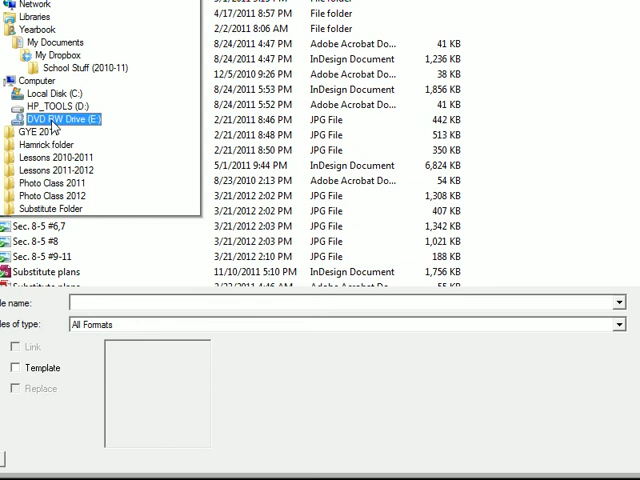 Network
4/17/2011 8:57 PM File folder
Libraries
2/2/2011 8:06 AM File folder
Yearbook
My Documents 8/24/2011 4:47 PM Adobe Acrobat Do... 41 KB
My Dropbox 8/24/2011 4:47 PM InDesign Document 1,236 KB
School Stuff (2010-11) 12/5/2010 9:26 PM Adobe Acrobat Do... 38 KB
Computer
8/24/2011 5:53 PM InDesign Document 1,856 KB
Local Disk (C:)
HP_TOOLS (D:) 8/24/2011 5:52 PM Adobe Acrobat Do... 41 KB
DVD RW Drive (E:) 2/21/2011 8:46 PM JPG File 442 KB
GYE 2011 2/21/2011 8:48 PM JPG File 513 KB
Hamrick folder 2/21/2011 8:50 PM JPG File 350 KB
Lessons 2010-2011 5/1/2011 9:44 PM InDesign Document 6,824 KB
Lessons 2011-2012
Photo Class 2011 8/23/2010 2:13 PM Adobe Acrobat Do... 54 KB
Photo Class 2012 3/21/2012 2:02 PM JPG File 1,308 KB
Substitute Folder 3/21/2012 2:02 PM JPG File 407 KB
Sec. 8-5 #6,7 3/21/2012 2:03 PM JPG File 1,342 KB
Sec. 8-5 #8 3/21/2012 2:03 PM JPG File 1,021 KB
Sec. 8-5 #9-11 3/21/2012 2:10 PM JPG File 188 KB
Substitute plans 11/10/2011 5:10 PM InDesign Document 1,756 KB
Substitute plans 4:46 AM Adobe Acrobat Do... 55 KB
le name:
les of type: All Formats
Link
Template
Replace